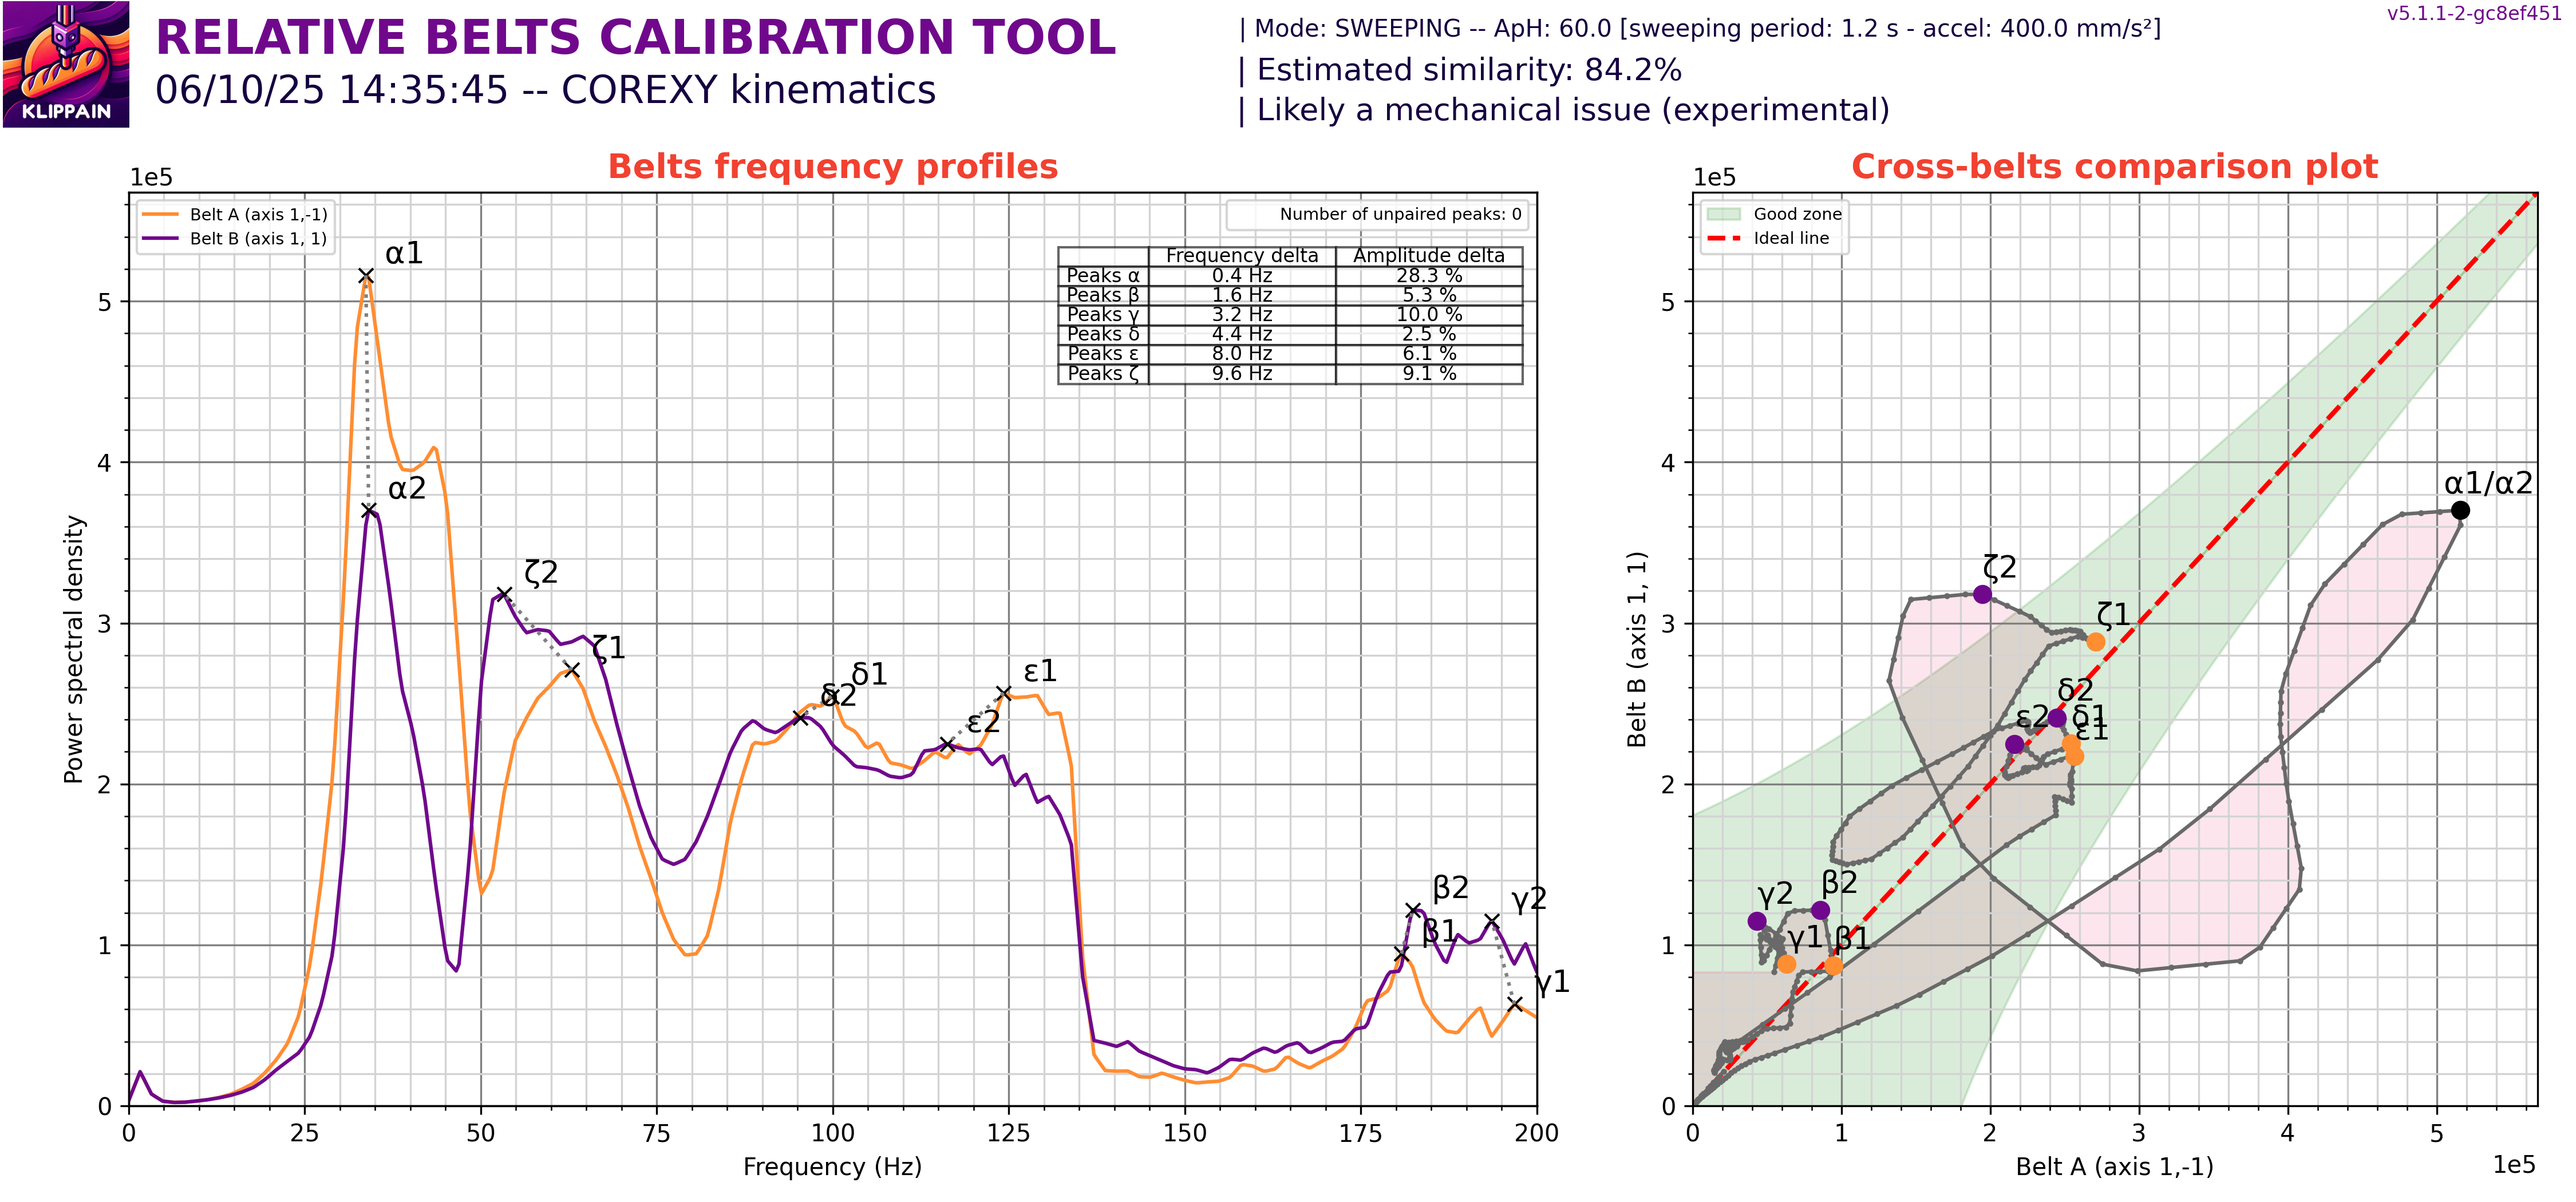 RELATIVE BELTS CALIBRATION TOOL
06/10/25 14:35:45 -- COREXY kinematics
KLIPPAIN
| Mode: SWEEPING -- ApH: 60.0 [sweeping period: 1.2 s - accel: 400.0 mm/s²]
| Estimated similarity: 84.2%
| Likely a mechanical issue (experimental)
v5.1.1-2-gc8ef451
Belts frequency profiles
1e5
Belt A (axis 1,-1)
Belt B (axis 1, 1)
Number of unpaired peaks: 0
Frequency delta Amplitude delta
Peaks α 0.4 Hz 28.3 %
Peaks β 1.6 Hz 5.3 %
Peaks γ 3.2 Hz 10.0 %
Peaks δ 4.4 Hz 2.5 %
Peaks ε 8.0 Hz 6.1 %
Peaks ζ 9.6 Hz 9.1 %
α1
α2
ζ2
ζ1
δ1
δ2
ε1
ε2
β2
β1
γ2
γ1
5
4
3
2
1
0
Power spectral density
0 25 50 75 100 125 150 175 200
Frequency (Hz)
Cross-belts comparison plot
1e5
Good zone
Ideal line
α1/α2
ζ2
ζ1
δ2
ε2
δ1
ε1
γ2
β2
γ1
β1
5
4
3
2
1
0
Belt B (axis 1, 1)
0 1 2 3 4 5
Belt A (axis 1,-1)
1e5